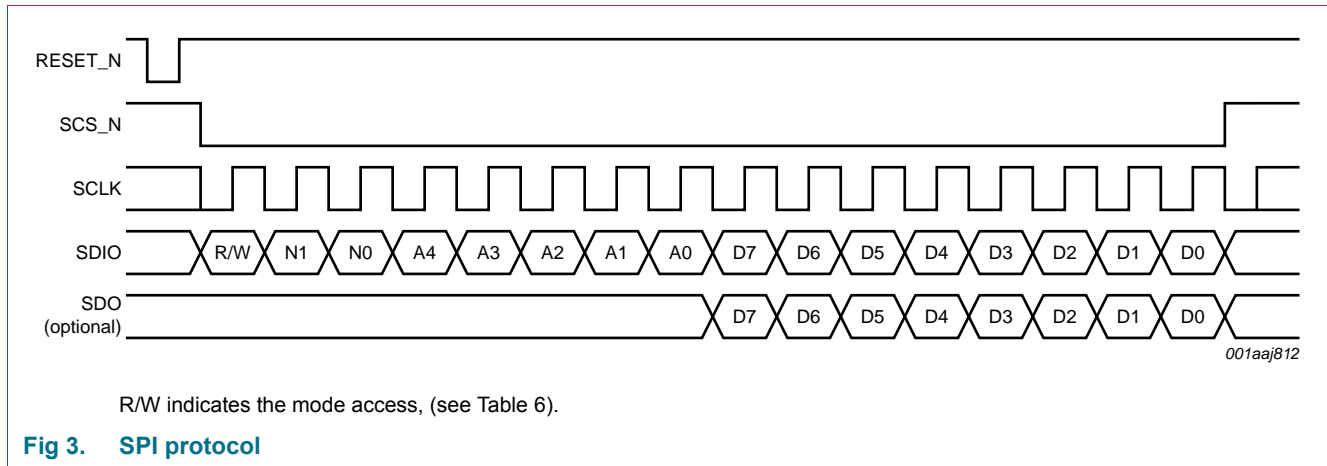 RESET_N
SCS_N
SCLK
SDIO R/W N1 N0 A4 A3 A2 A1 A0 D7 D6 D5 D4 D3 D2 D1 D0
SDO
(optional) D7 D6 D5 D4 D3 D2 D1 D0
001aaj812
R/W indicates the mode access, (see Table 6).
Fig 3. SPI protocol